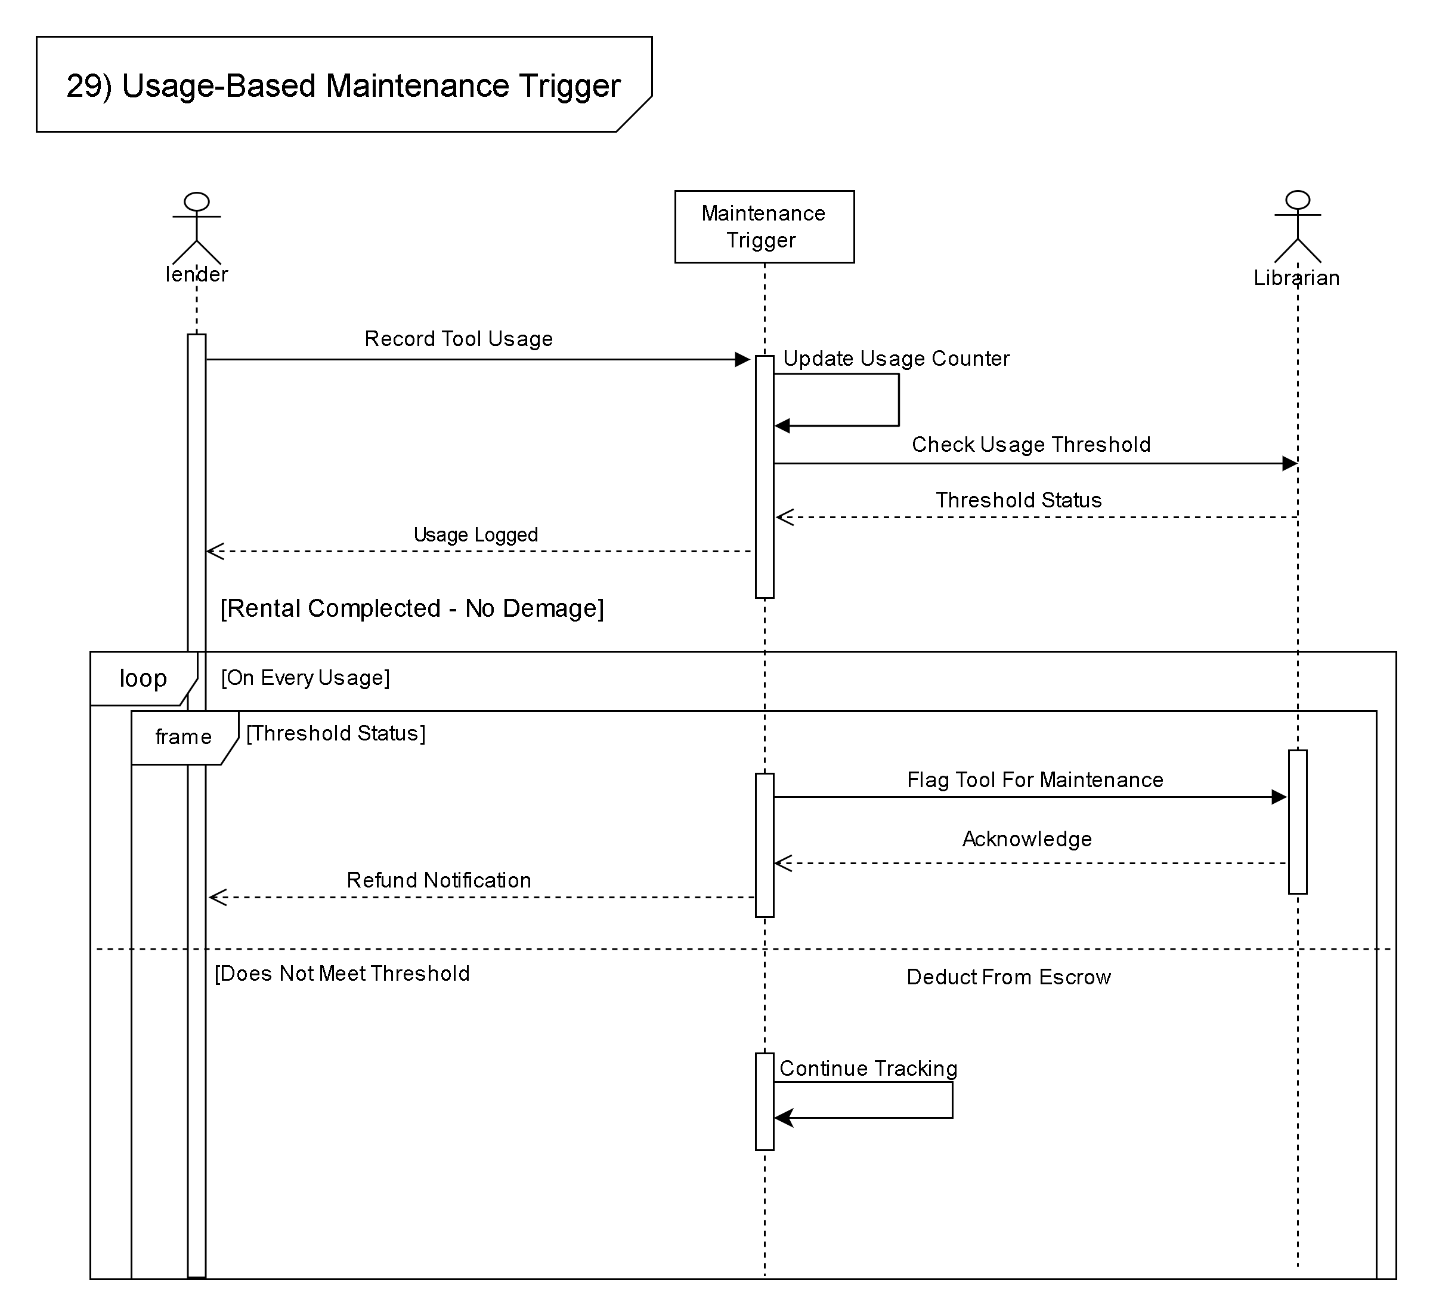 29) Usage-Based Maintenance Trigger
lender
Maintenance
Trigger
Librarian
Record Tool Usage
Update Usage Counter
Check Usage Threshold
Threshold Status
Usage Logged
[Rental Complected - No Demage]
loop
[On Every Usage]
frame
[Threshold Status]
Flag Tool For Maintenance
Acknowledge
Refund Notification
[Does Not Meet Threshold
Deduct From Escrow
Continue Tracking